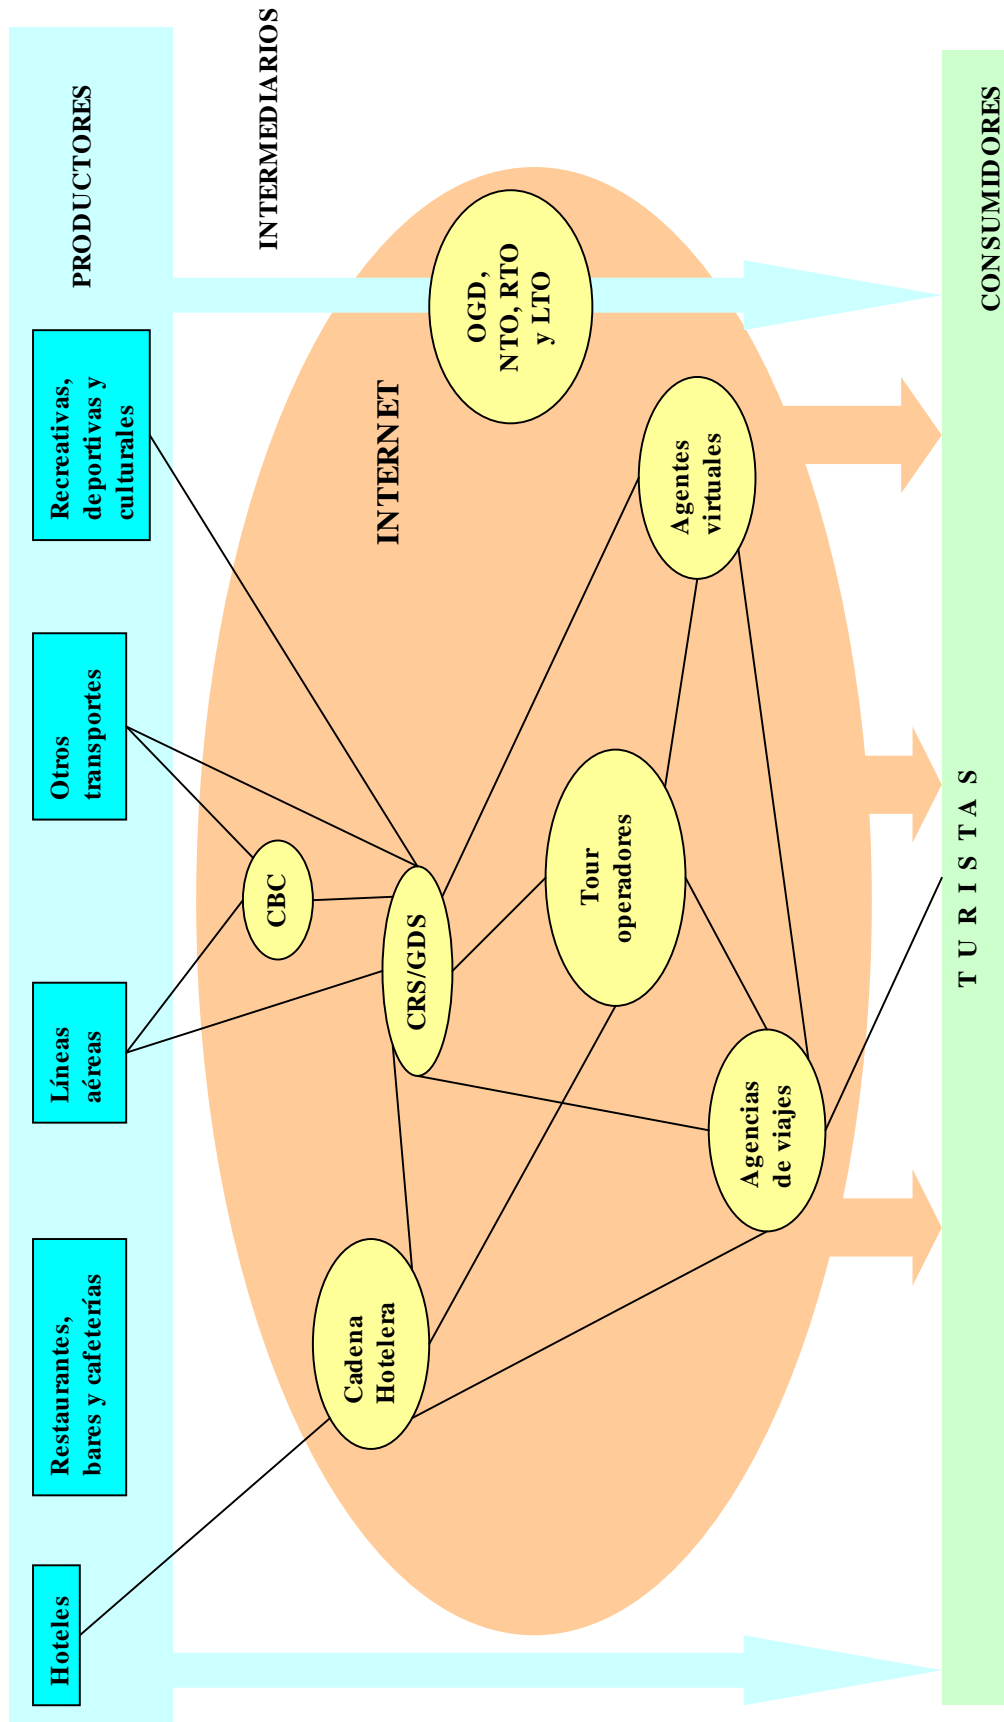 PRODUCTORES
Hoteles
Restaurantes,
bares y cafeterías
Líneas
aéreas
Otros
transportes
Recreativas,
deportivas y
culturales
INTERMEDIARIOS
INTERNET
CBC
Cadena
Hotelera
CRS/GDS
OGD,
NTO, RTO
y LTO
Tour
operadores
Agentes
virtuales
Agencias
de viajes
T U R I S T A S
CONSUMIDORES